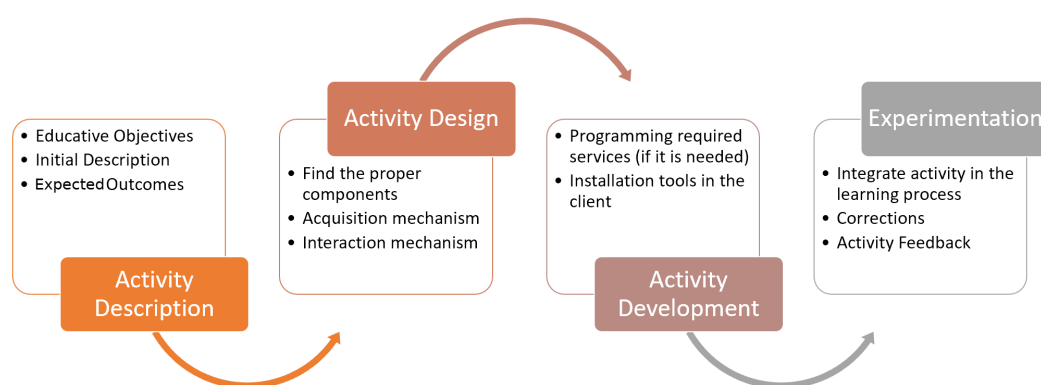 • Educative Objectives
• Initial Description
• Expected Outcomes
Activity
Description
Activity Design
• Find the proper
components
• Acquisition mechanism
• Interaction mechanism
• Programming required
services (if it is needed)
• Installation tools in the
client
Activity
Development
Experimentation
• Integrate activity in the
learning process
• Corrections
• Activity Feedback